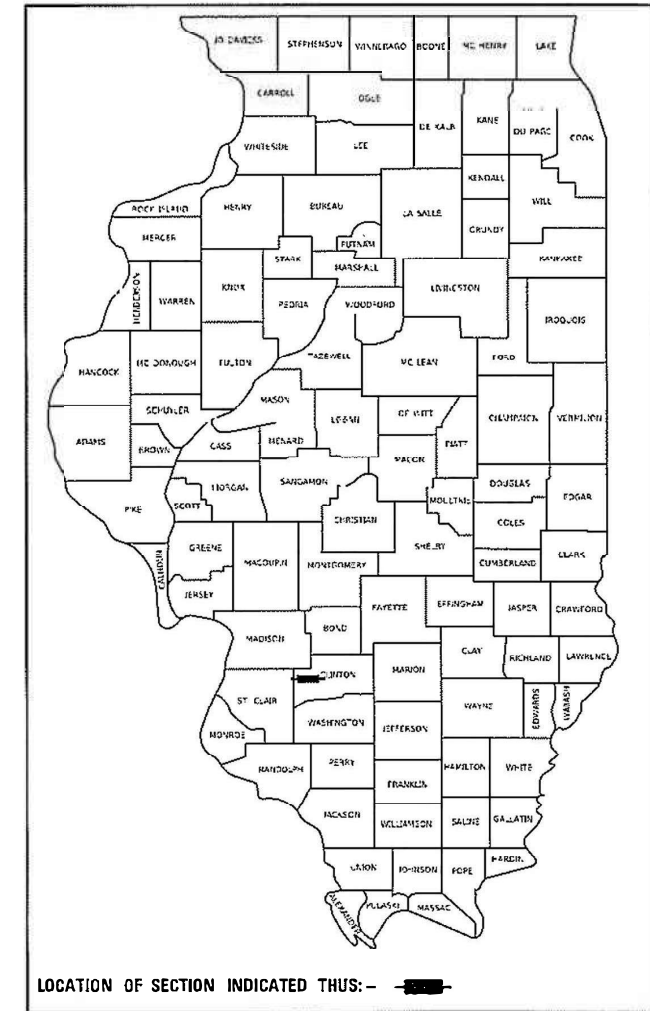 JO DAVIESS STEPHENSON WINNEBAGO BOONE MC HENRY LAKE
CARROLL OGLE
DE KALB KANE DU PAGE COOK
WHITESIDE LEE
KENDALL
WILL
ROCK ISLAND HENRY BUREAU LA SALLE
GRUNDY
MERCER PUTNAM
STARK MARSHALL KANKAKEE
HENDERSON WARREN KNOX PEORIA WOODFORD LIVINGSTON
IROQUOIS
HANCOCK MC DONOUGH FULTON TAZEWELL MC LEAN FORD
MASON
SCHUYLER LOGAN DE WITT CHAMPAIGN VERMILION
ADAMS BROWN CASS MENARD PIATT
MACON
PIKE SCOTT MORGAN SANGAMON MOULTRIE DOUGLAS EDGAR
CHRISTIAN COLES
GREENE SHELBY
CALHOUN MACOUPIN MONTGOMERY CUMBERLAND CLARK
JERSEY FAYETTE EFFINGHAM JASPER CRAWFORD
MADISON BOND
CLAY RICHLAND LAWRENCE
CLINTON MARION
ST. CLAIR WAYNE EDWARDS WABASH
WASHINGTON JEFFERSON
MONROE
RANDOLPH PERRY HAMILTON WHITE
FRANKLIN
JACKSON WILLIAMSON SALINE GALLATIN
UNION JOHNSON POPE HARDIN
ALEXANDER PULASKI MASSAC
LOCATION OF SECTION INDICATED THUS:-